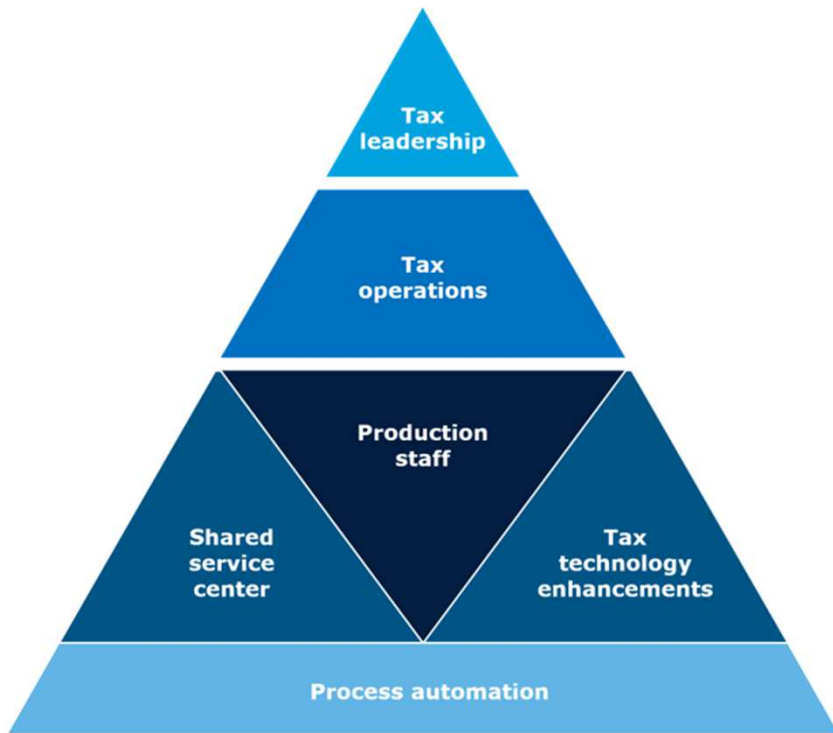 Tax
leadership
Tax
operations
Production
staff
Shared
service
center
Tax
technology
enhancements
Process automation